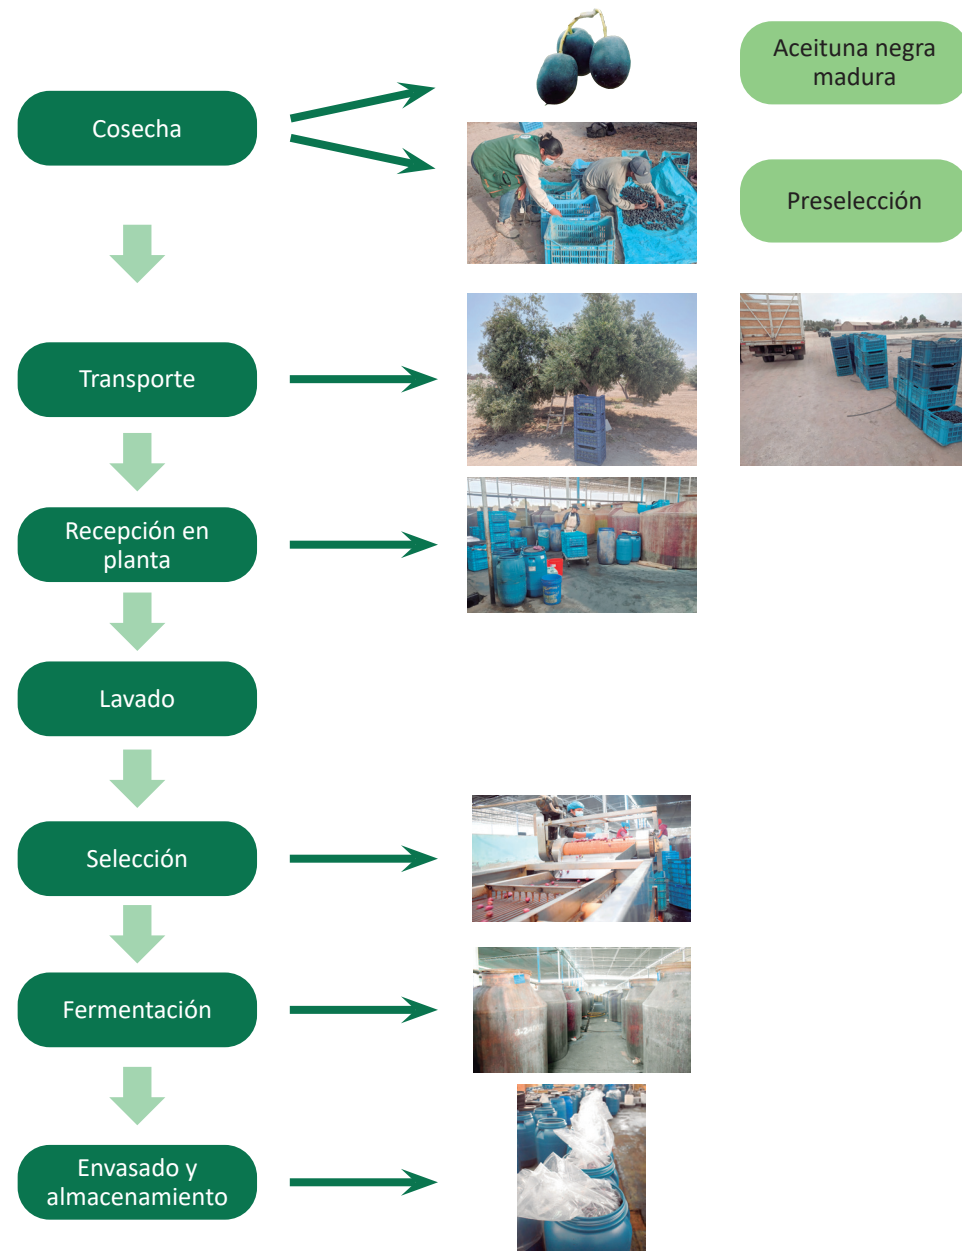 Cosecha
Aceituna negra
madura
Preselección
Transporte
Recepción en
planta
Lavado
Selección
Fermentación
Envasado y
almacenamiento